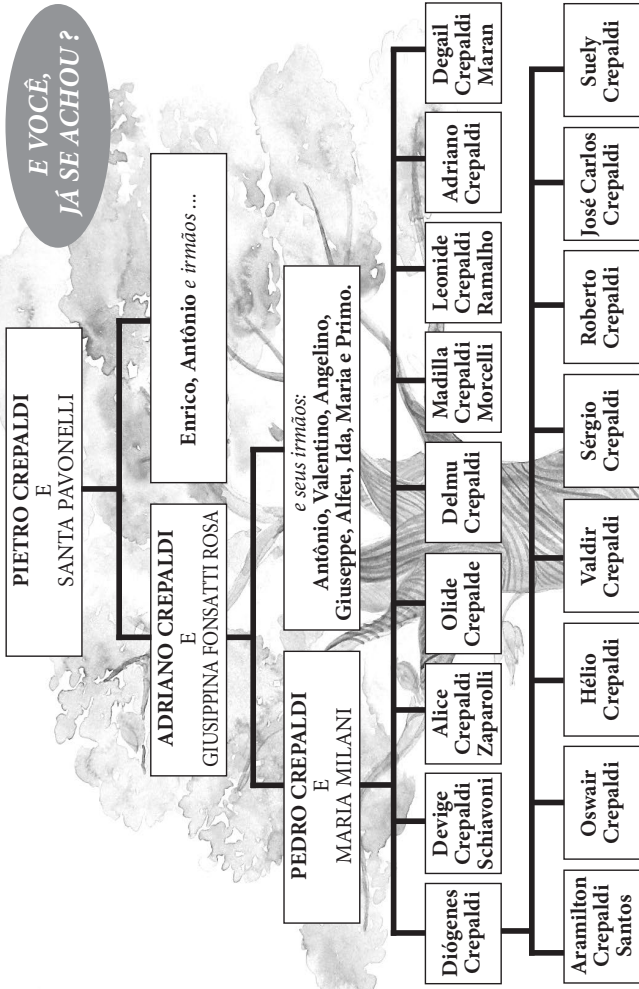 E VOCÊ,
JÁ SE ACHOU ?
PIETRO CREPALDI
E
SANTA PAVONELLI
ADRIANO CREPALDI
E
GIUSIPPINA FONSATTI ROSA
Enrico, Antônio e irmãos ...
PEDRO CREPALDI
E
MARIA MILANI
e seus irmãos:
Antônio, Valentino, Angelino,
Giuseppe, Alfeu, Ida, Maria e Primo.
Diógenes
Crepaldi
Devige
Crepaldi
Schiavoni
Alice
Crepaldi
Zaparolli
Olide
Crepalde
Delmu
Crepaldi
Madilla
Crepaldi
Morcelli
Leonide
Crepaldi
Ramalho
Adriano
Crepaldi
Degail
Crepaldi
Maran
Aramilton
Crepaldi
Santos
Oswair
Crepaldi
Hélio
Crepaldi
Valdir
Crepaldi
Sérgio
Crepaldi
Roberto
Crepaldi
José Carlos
Crepaldi
Suely
Crepaldi